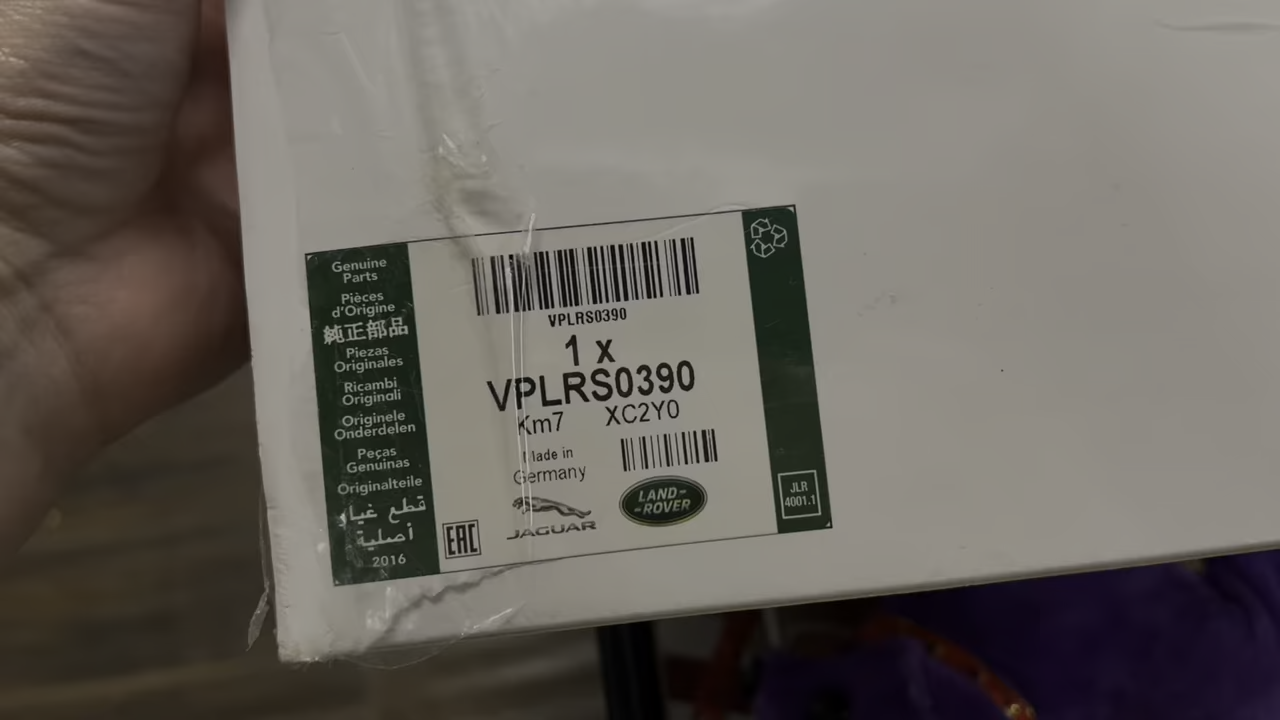 Genuine
Parts
Pièces
d'Origine
純正部品
Piezas
Originales
Ricambi
Originali
Originele
Onderdelen
Peças
Genuinas
Originalteile
قطع غيار
أصلية
2016
VPLRS0390
1 x
VPLRS0390
Km7 XC2Y0
Made in
Germany
JAGUAR
LAND-
-ROVER
EAC
JLR
4001.1